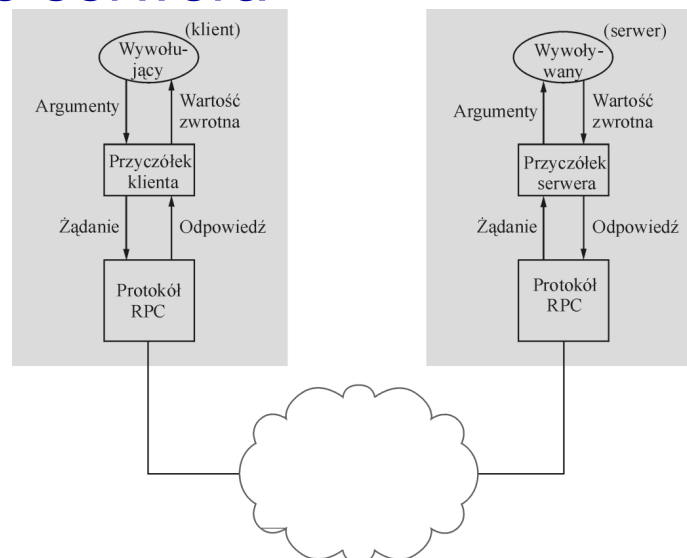 (klient)
Wywołu-
jący
Argumenty
Wartość
zwrotna
Przyczółek
klienta
Żądanie
Odpowiedź
Protokół
RPC
(serwer)
Wywoły-
wany
Argumenty
Wartość
zwrotna
Przyczółek
serwera
Żądanie
Odpowiedź
Protokół
RPC